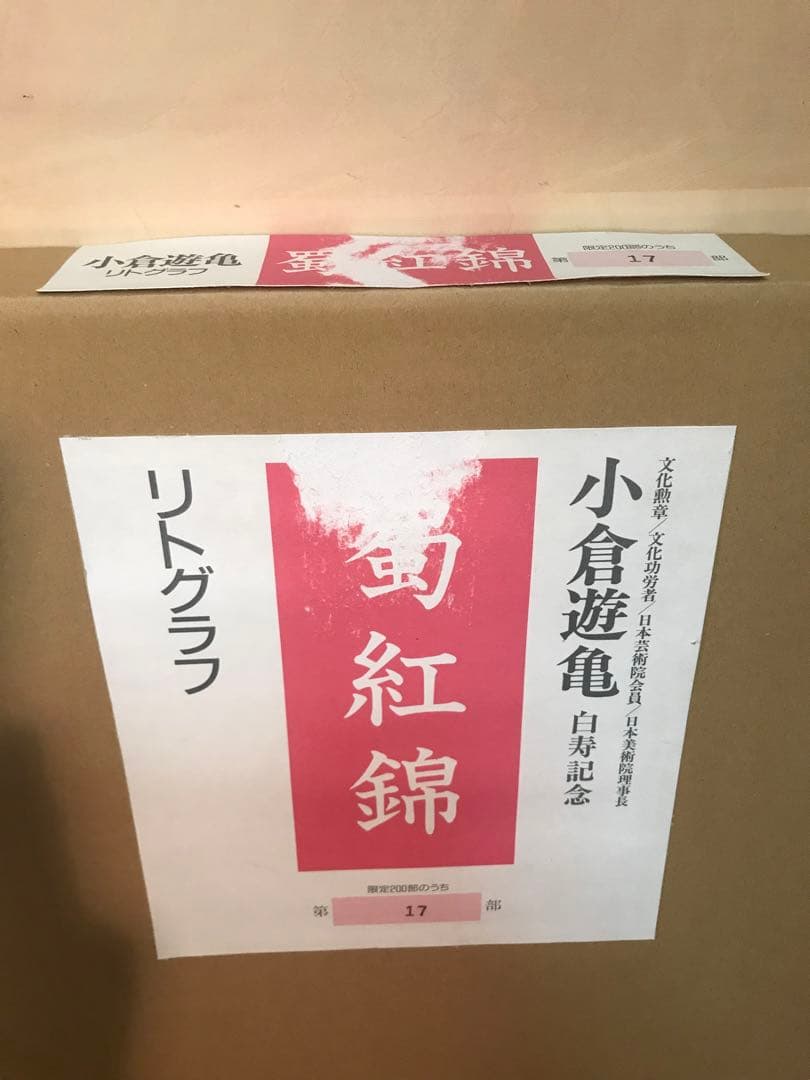 小倉遊亀
リトグラフ
蜀紅錦
限定200部のうち
第 17 部
文化勲章/文化功労者/日本芸術院会員/日本美術院理事長
小倉遊亀 白寿記念
蜀紅錦
リトグラフ
限定200部のうち
第 17 部